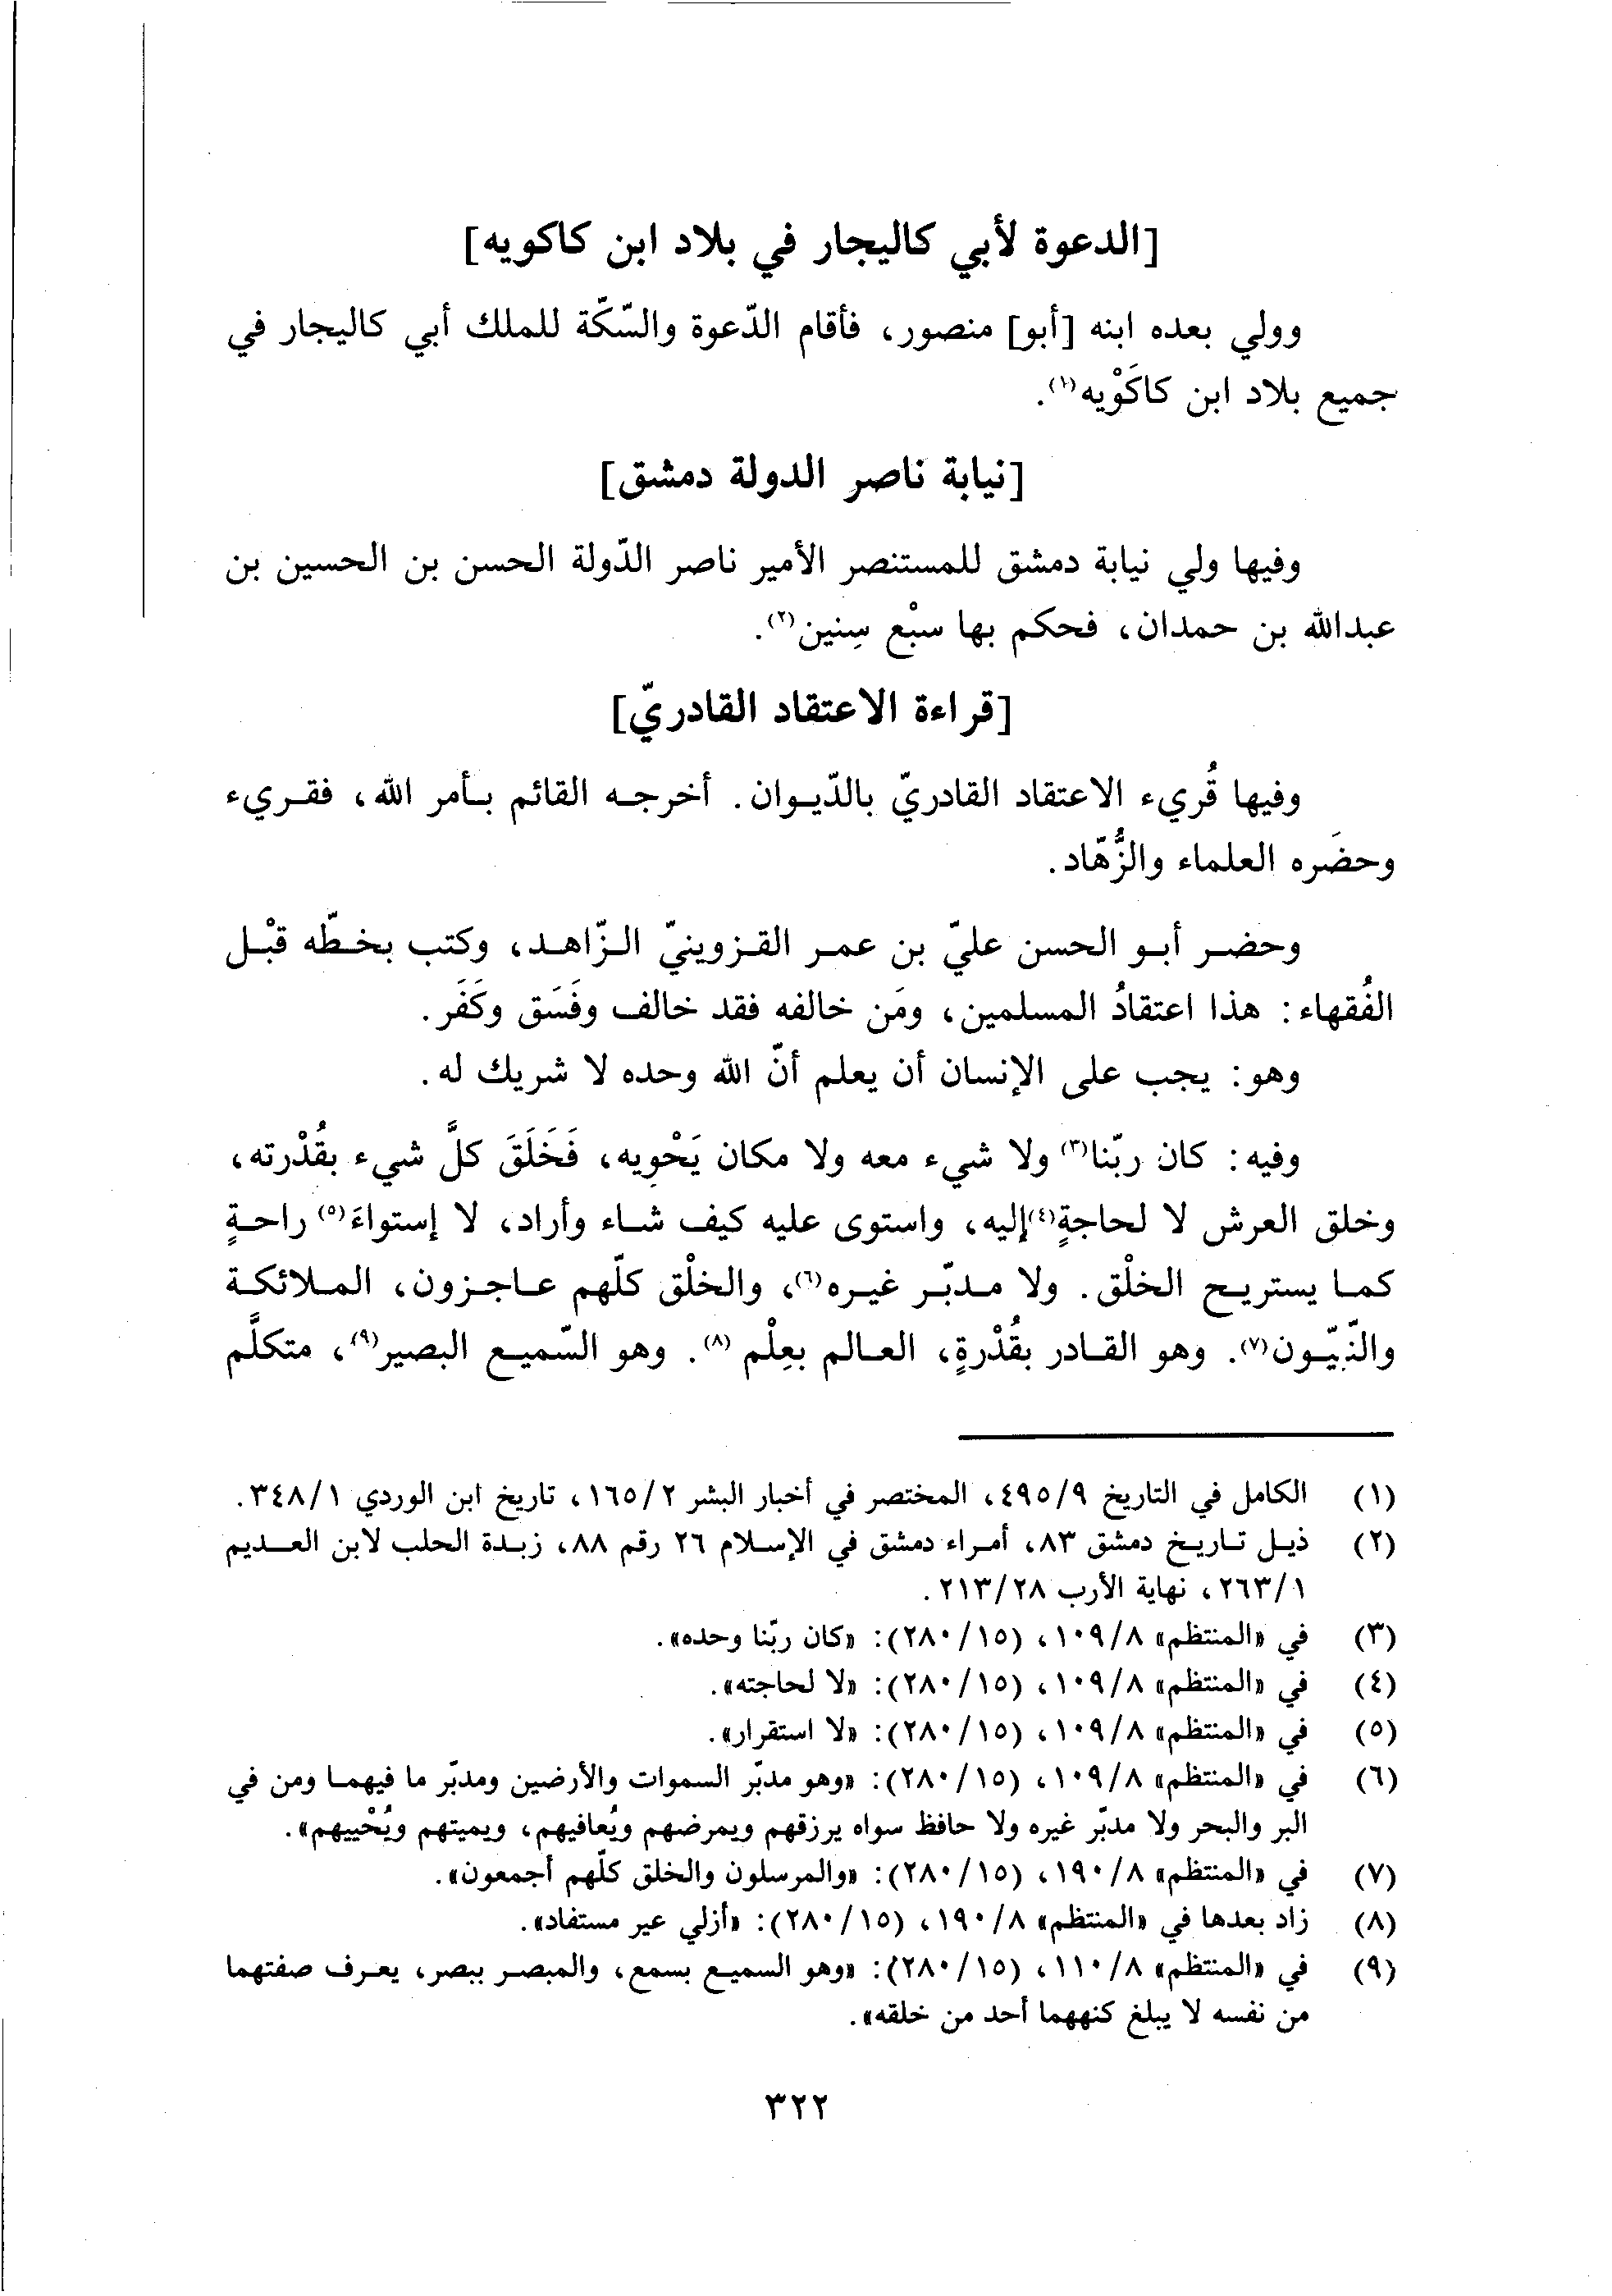 [الدعوة لأبي كاليجار في بلاد ابن كاكويه]
وولي بعده ابنه [أبو] منصور، فأقام الدّعوة والسّكّة للملك أبي كاليجار في
جميع بلاد ابن كاكَوْيه(١).
[نيابة ناصر الدولة دمشق]
وفيها ولي نيابة دمشق للمستنصر الأمير ناصر الدّولة الحسن بن الحسين بن
عبدالله بن حمدان، فحكم بها سبْع سِنين(٢).
[قراءة الاعتقاد القادريّ]
وفيها قُريء الاعتقاد القادريّ بالدّيوان. أخرجه القائم بأمر الله، فقريء
وحضَره العلماء والزُّهّاد.
وحضر أبو الحسن عليّ بن عمر القزوينيّ الزّاهد، وكتب بخطّه قبْل
الفُقهاء: هذا اعتقادُ المسلمين، ومَن خالفه فقد خالف وفَسَق وكَفَر.
وهو: يجب على الإنسان أن يعلم أنّ الله وحده لا شريك له.
وفيه: كان ربّنا(٣) ولا شيء معه ولا مكان يَحْوِيه، فَخَلَقَ كلَّ شيء بقُدْرته،
وخلق العرش لا لحاجةٍ(٤) إليه، واستوى عليه كيف شاء وأراد، لا إستواءَ(٥) راحةٍ
كما يستريح الخلْق. ولا مدبّر غيره(٦)، والخلْق كلّهم عاجزون، الملائكة
والنّبيّون(٧). وهو القادر بقُدْرةٍ، العالم بعِلْم (٨). وهو السّميع البصير(٩)، متكلَّم
(١) الكامل في التاريخ ٤٩٥/٩، المختصر في أخبار البشر ١٦٥/٢، تاريخ ابن الوردي ٣٤٨/١.
(٢) ذيل تاريخ دمشق ٨٣، أمراء دمشق في الإسلام ٢٦ رقم ٨٨، زبدة الحلب لابن العديم
٢٦٣/١، نهاية الأرب ٢١٣/٢٨.
(٣) في «المنتظم» ١٠٩/٨، (٢٨٠/١٥): «كان ربّنا وحده».
(٤) في «المنتظم» ١٠٩/٨، (٢٨٠/١٥): «لا لحاجته».
(٥) في «المنتظم» ١٠٩/٨، (٢٨٠/١٥): «لا استقرار».
(٦) في «المنتظم» ١٠٩/٨، (٢٨٠/١٥): «وهو مدبّر السموات والأرضين ومدبّر ما فيهما ومن في
البر والبحر ولا مدبّر غيره ولا حافظ سواه يرزقهم ويمرضهم ويُعافيهم، ويميتهم ويُحْييهم».
(٧) في «المنتظم» ١٩٠/٨، (٢٨٠/١٥): «والمرسلون والخلق كلّهم أجمعون».
(٨) زاد بعدها في «المنتظم» ١٩٠/٨، (٢٨٠/١٥): «أزلي عير مستفاد».
(٩) في «المنتظم» ١١٠/٨، (٢٨٠/١٥): «وهو السميع بسمع، والمبصر ببصر، يعرف صفتهما
من نفسه لا يبلغ كنههما أحد من خلقه».
٣٢٢